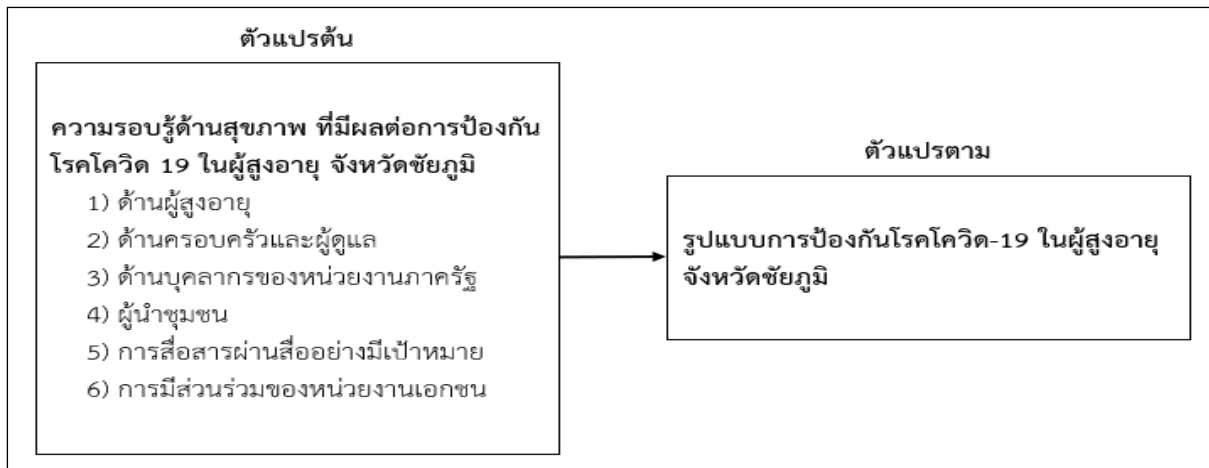 ตัวแปรต้น
ความรอบรู้ด้านสุขภาพ ที่มีผลต่อการป้องกัน
โรคโควิด 19 ในผู้สูงอายุ จังหวัดชัยภูมิ
1) ด้านผู้สูงอายุ
2) ด้านครอบครัวและผู้ดูแล
3) ด้านบุคลากรของหน่วยงานภาครัฐ
4) ผู้นำชุมชน
5) การสื่อสารผ่านสื่ออย่างมีเป้าหมาย
6) การมีส่วนร่วมของหน่วยงานเอกชน
ตัวแปรตาม
รูปแบบการป้องกันโรคโควิด-19 ในผู้สูงอายุ
จังหวัดชัยภูมิ